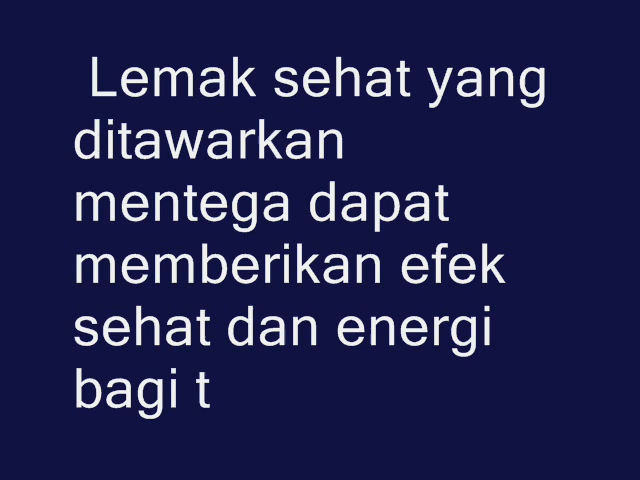 Lemak sehat yang
ditawarkan
mentega dapat
memberikan efek
sehat dan energi
bagi t